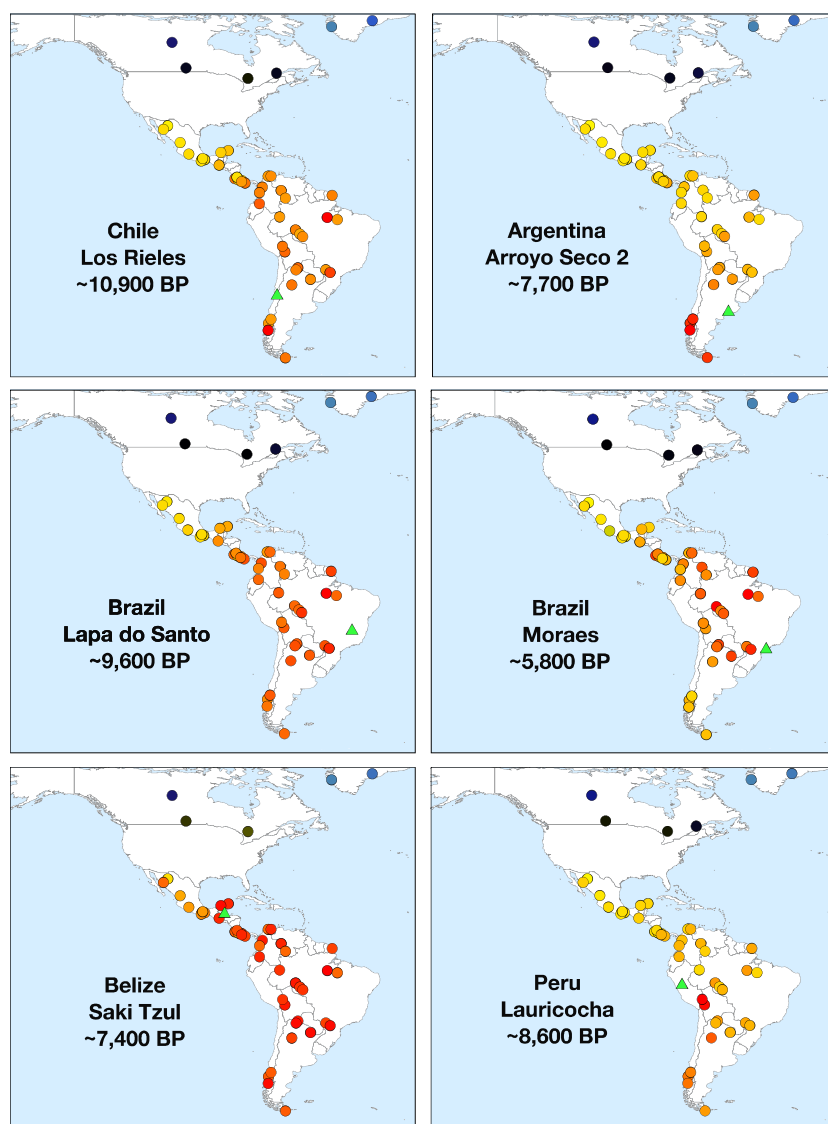 Chile
Los Rieles
~10,900 BP
Argentina
Arroyo Seco 2
~7,700 BP
Brazil
Lapa do Santo
~9,600 BP
Brazil
Moraes
~5,800 BP
Belize
Saki Tzul
~7,400 BP
Peru
Lauricocha
~8,600 BP